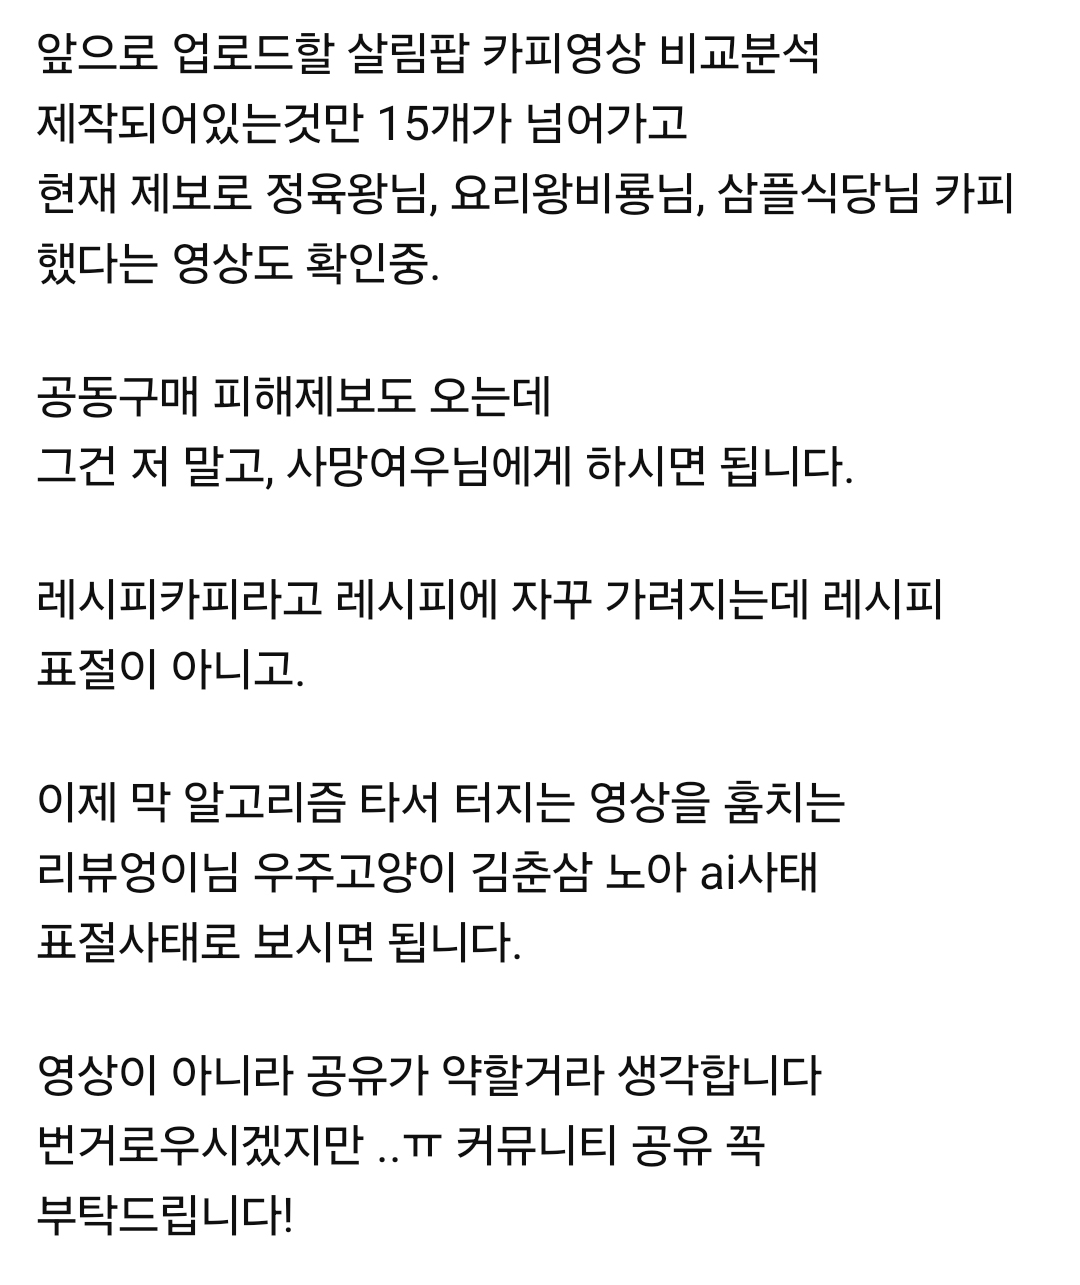 앞으로 업로드할 살림팝 카피영상 비교분석
제작되어있는것만 15개가 넘어가고
현재 제보로 정육왕님, 요리왕비룡님, 삼플식당님 카피
했다는 영상도 확인중.
공동구매 피해제보도 오는데
그건 저 말고, 사망여우님에게 하시면 됩니다.
레시피카피라고 레시피에 자꾸 가려지는데 레시피
표절이 아니고.
이제 막 알고리즘 타서 터지는 영상을 훔치는
리뷰엉이님 우주고양이 김춘삼 노아 ai사태
표절사태로 보시면 됩니다.
영상이 아니라 공유가 약할거라 생각합니다
번거로우시겠지만 ..ㅠ 커뮤니티 공유 꼭
부탁드립니다!